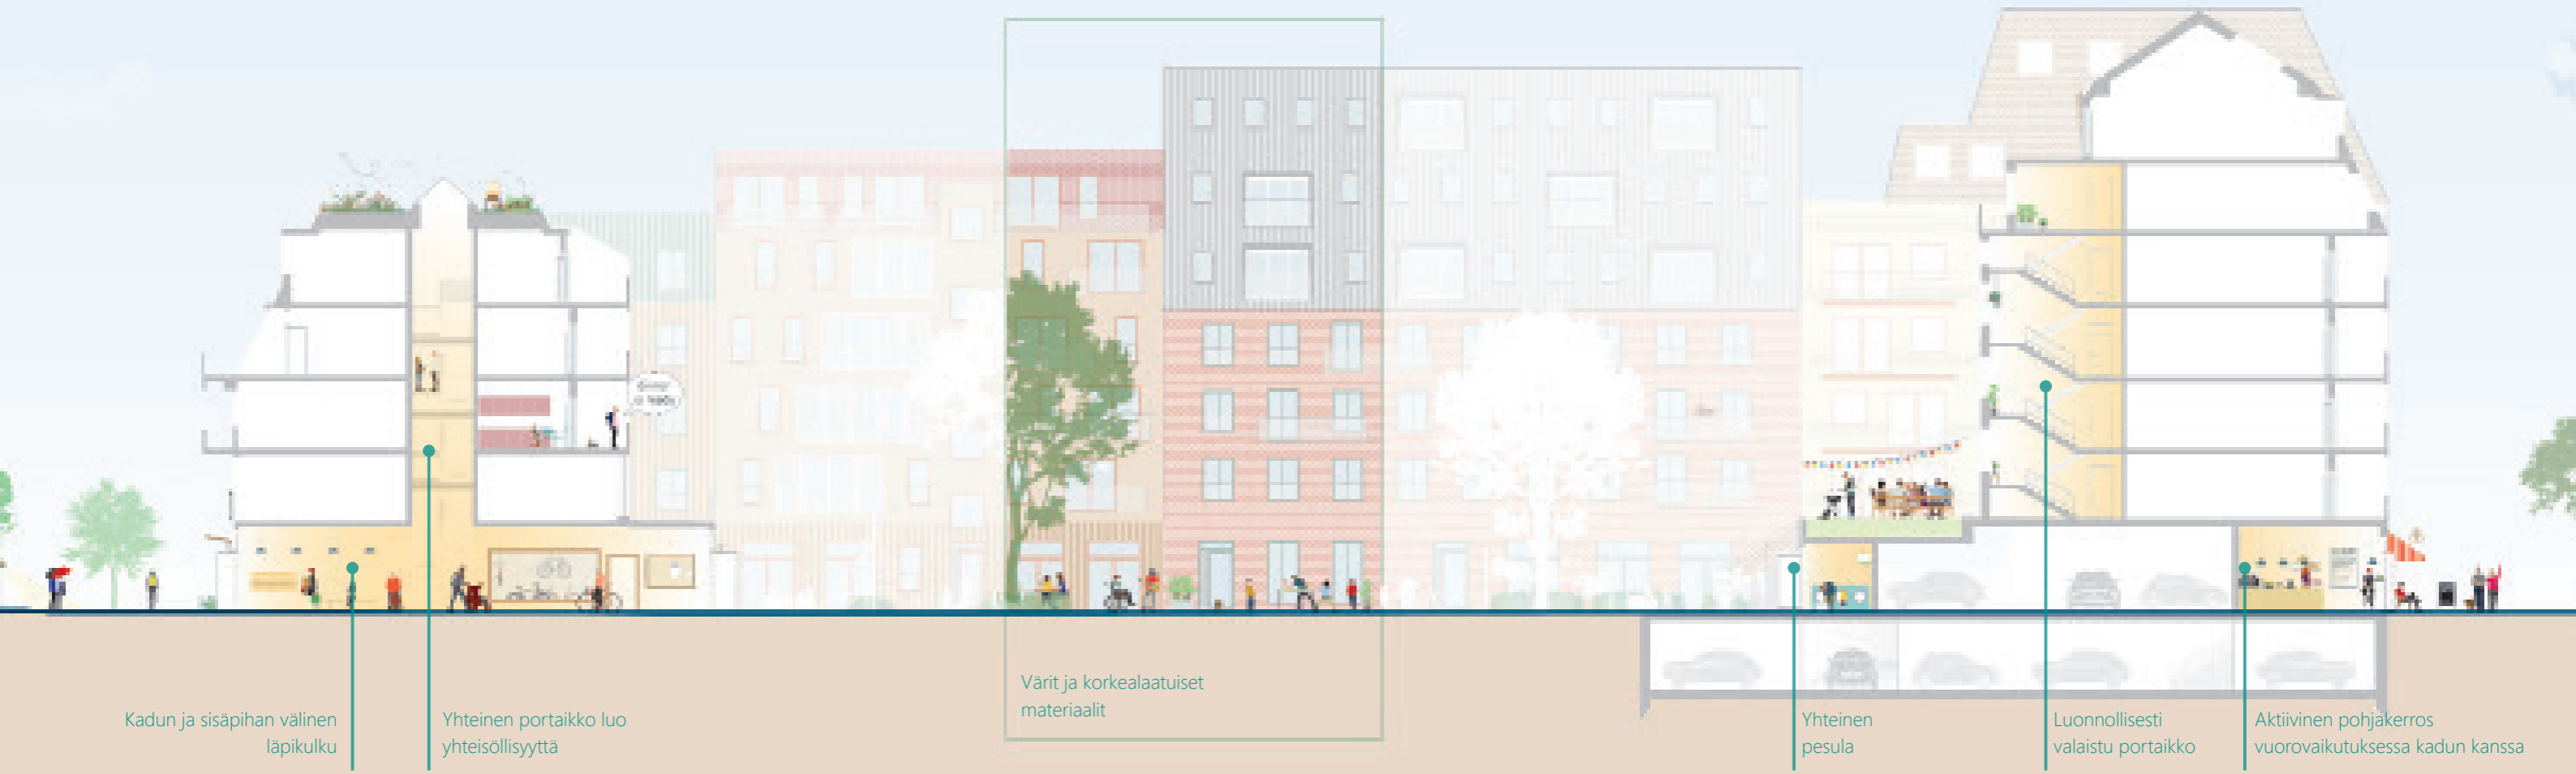 Värit ja korkealaatuiset
materiaalit
Kadun ja sisäpihan välinen
läpikulku
Yhteinen portaikko luo
yhteisöllisyyttä
Yhteinen
pesula
Luonnollisesti
valaistu portaikko
Aktiivinen pohjakerros
vuorovaikutuksessa kadun kanssa